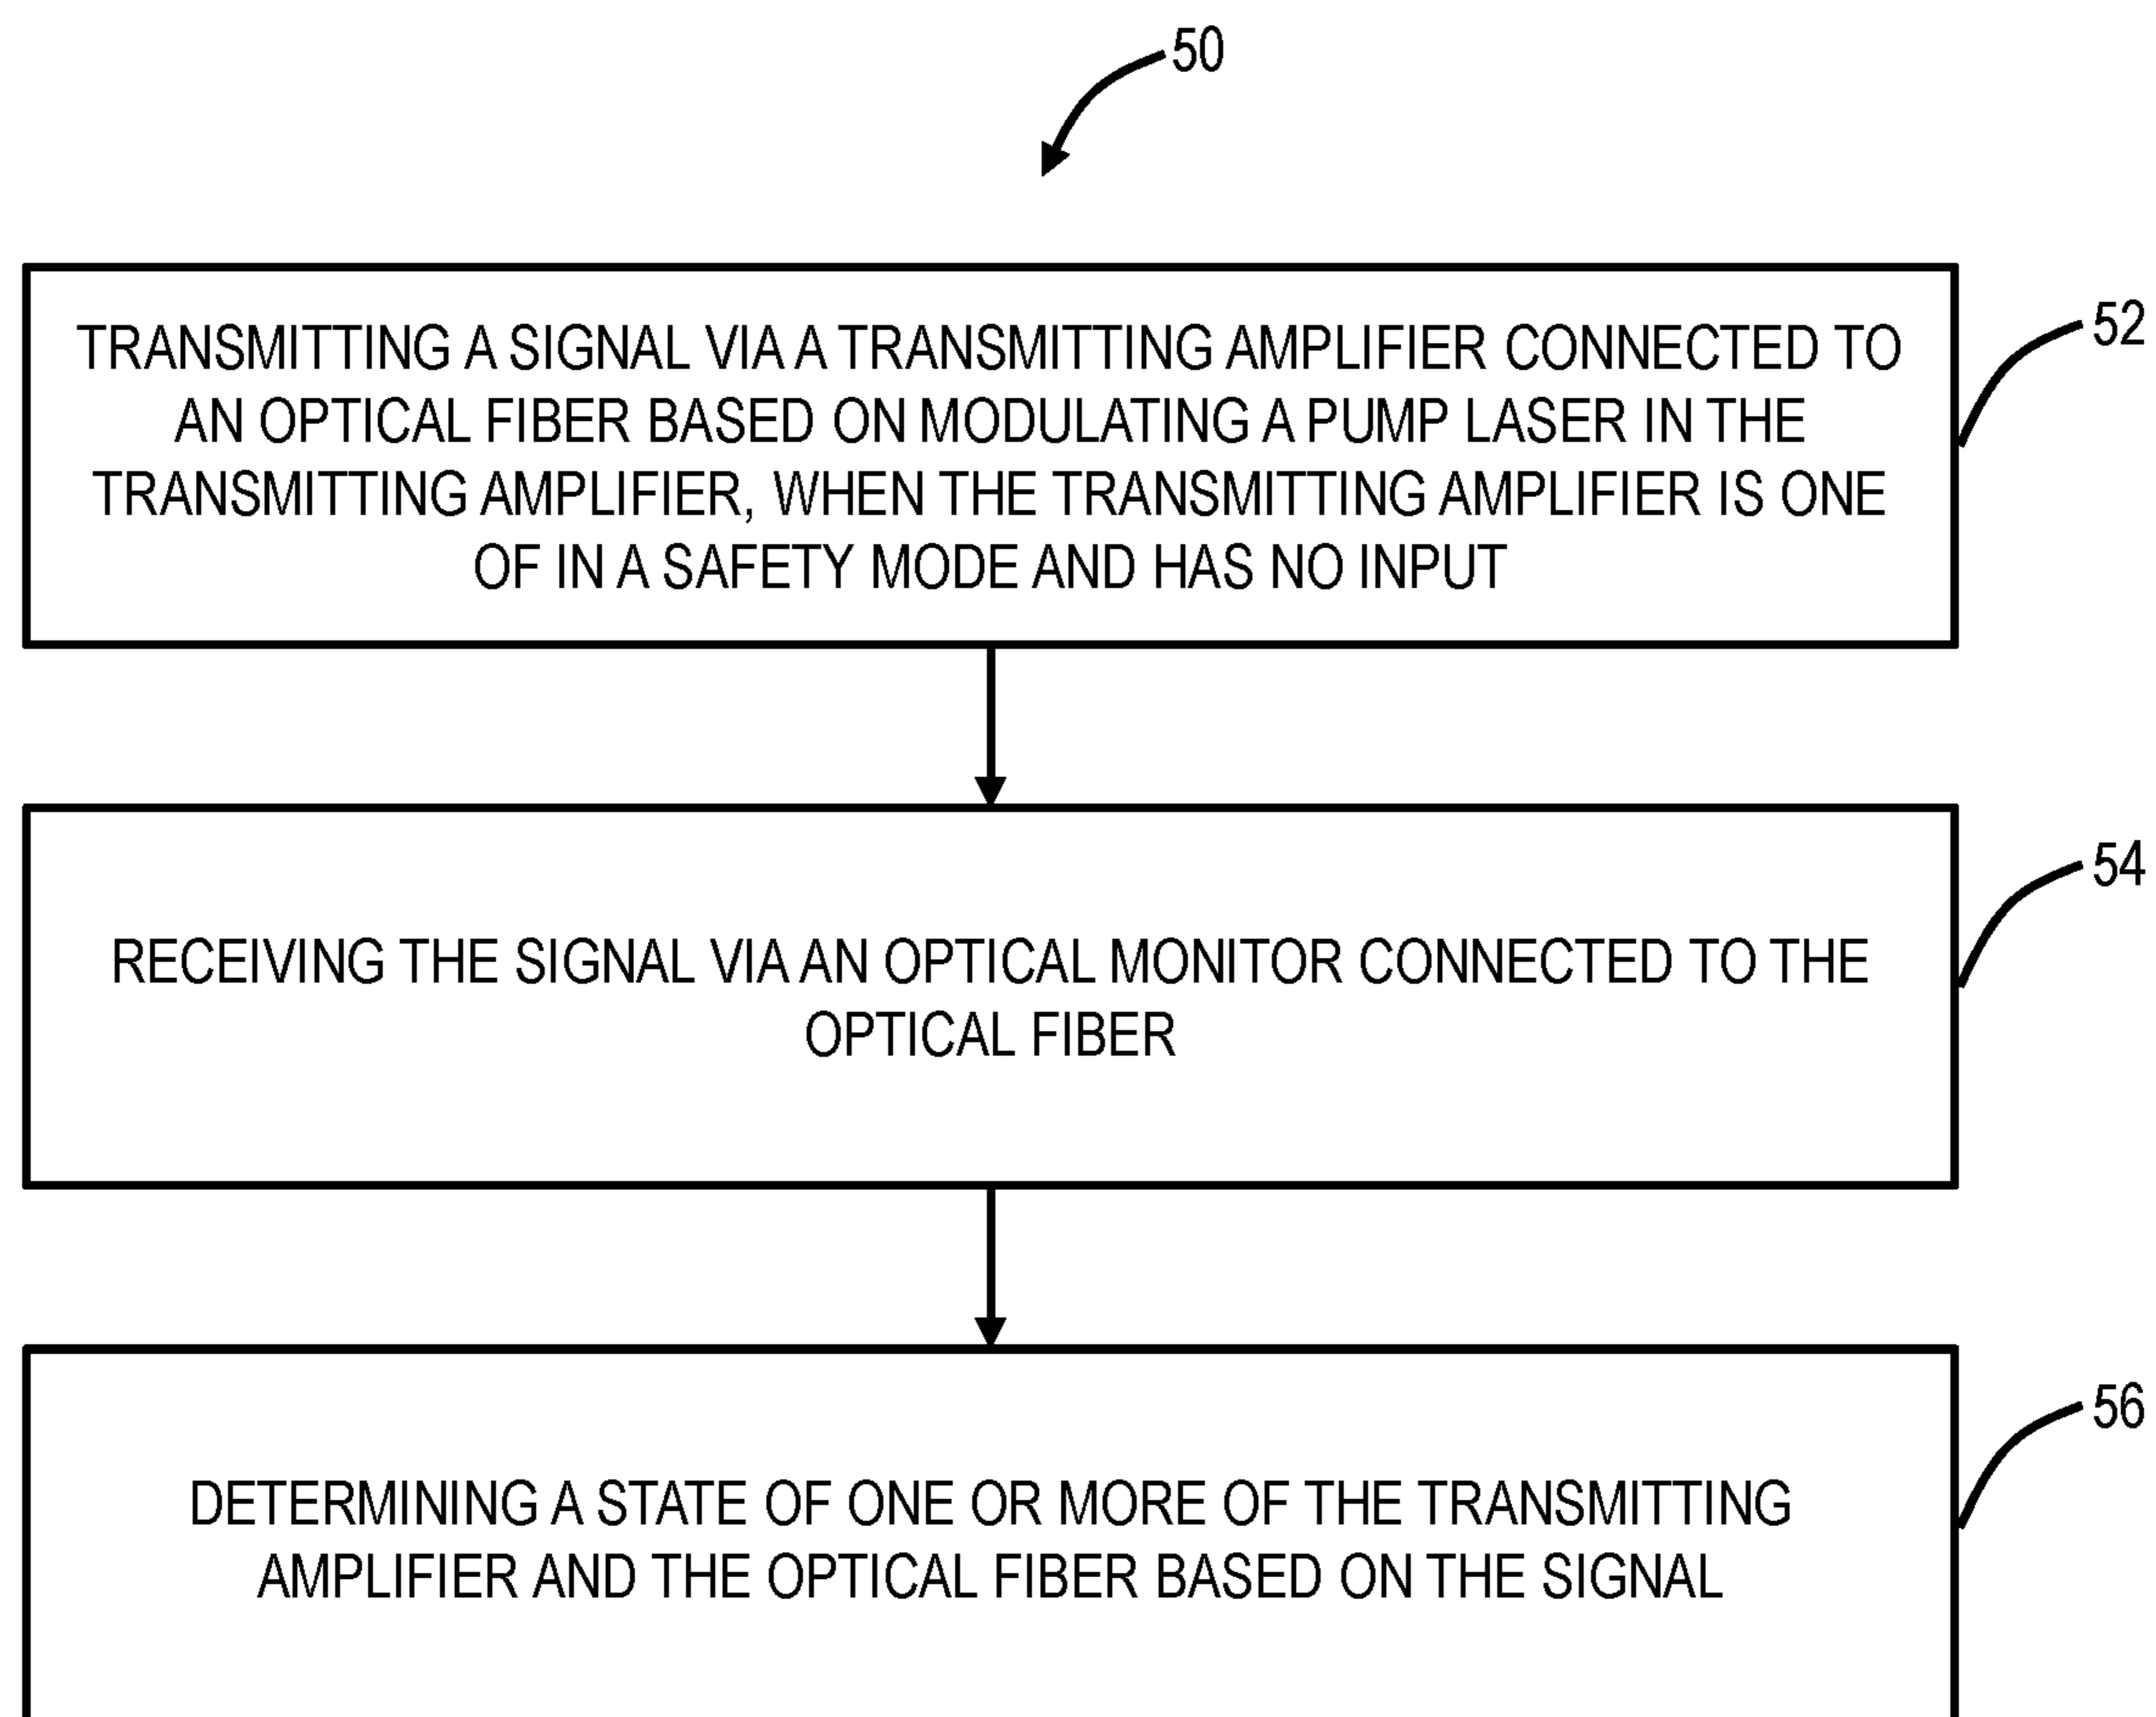 50
TRANSMITTING A SIGNAL VIA A TRANSMITTING AMPLIFIER CONNECTED TO
AN OPTICAL FIBER BASED ON MODULATING A PUMP LASER IN THE
TRANSMITTING AMPLIFIER, WHEN THE TRANSMITTING AMPLIFIER IS ONE
OF IN A SAFETY MODE AND HAS NO INPUT
52
RECEIVING THE SIGNAL VIA AN OPTICAL MONITOR CONNECTED TO THE
OPTICAL FIBER
54
DETERMINING A STATE OF ONE OR MORE OF THE TRANSMITTING
AMPLIFIER AND THE OPTICAL FIBER BASED ON THE SIGNAL
56